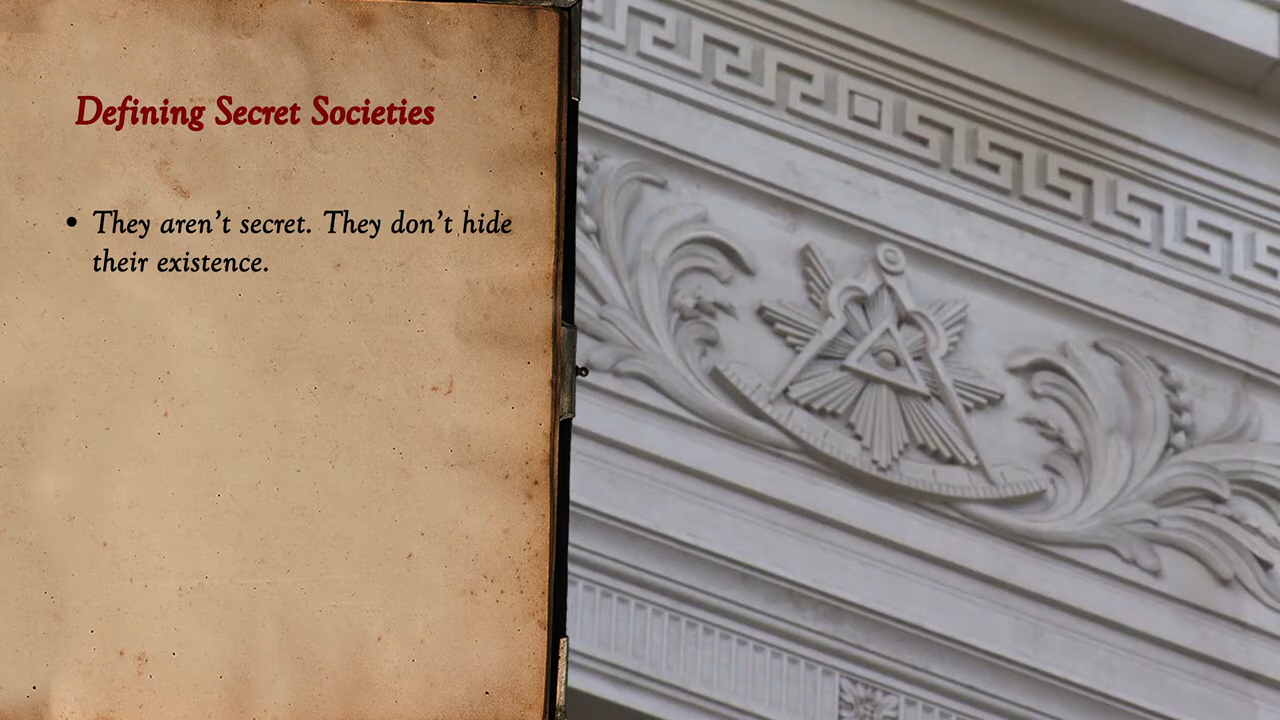 Defining Secret Societies
• They aren’t secret. They don’t hide
their existence.